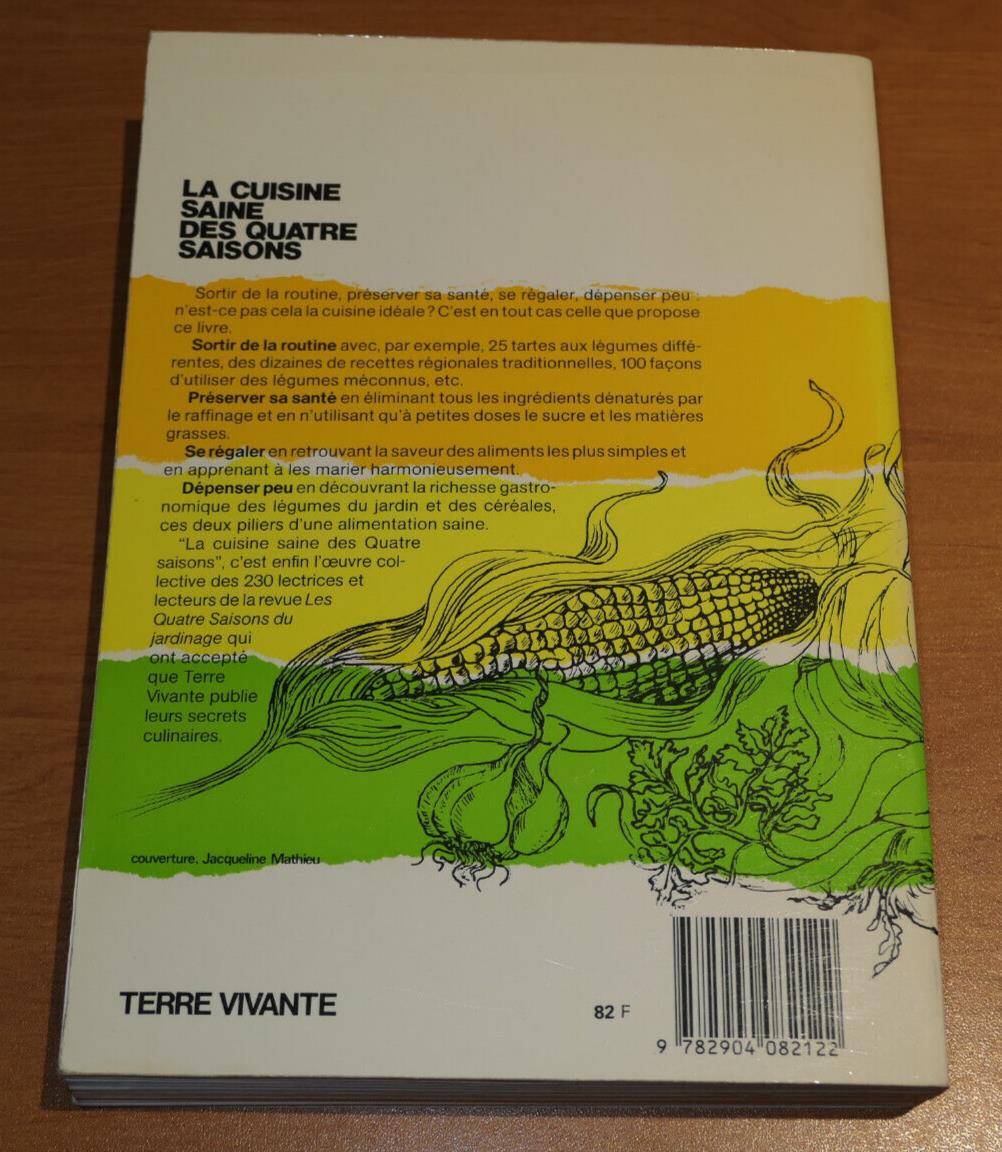 LA CUISINE
SAINE
DES QUATRE
SAISONS
Sortir de la routine, préserver sa santé, se régaler, dépenser peu :
n'est-ce pas cela la cuisine idéale ? C'est en tout cas celle que propose
ce livre.
Sortir de la routine avec, par exemple, 25 tartes aux légumes diffé-
rentes, des dizaines de recettes régionales traditionnelles, 100 façons
d'utiliser des légumes méconnus, etc.
Préserver sa santé en éliminant tous les ingrédients dénaturés par
le raffinage et en n'utilisant qu'à petites doses le sucre et les matières
grasses.
Se régaler en retrouvant la saveur des aliments les plus simples et
en apprenant à les marier harmonieusement.
Dépenser peu en découvrant la richesse gastro-
nomique des légumes du jardin et des céréales,
ces deux piliers d'une alimentation saine.
"La cuisine saine des Quatre
saisons", c'est enfin l'œuvre col-
lective des 230 lectrices et
lecteurs de la revue Les
Quatre Saisons du
jardinage qui
ont accepté
que Terre
Vivante publie
leurs secrets
culinaires.
couverture, Jacqueline Mathieu
TERRE VIVANTE
82 F
9 782904 082122